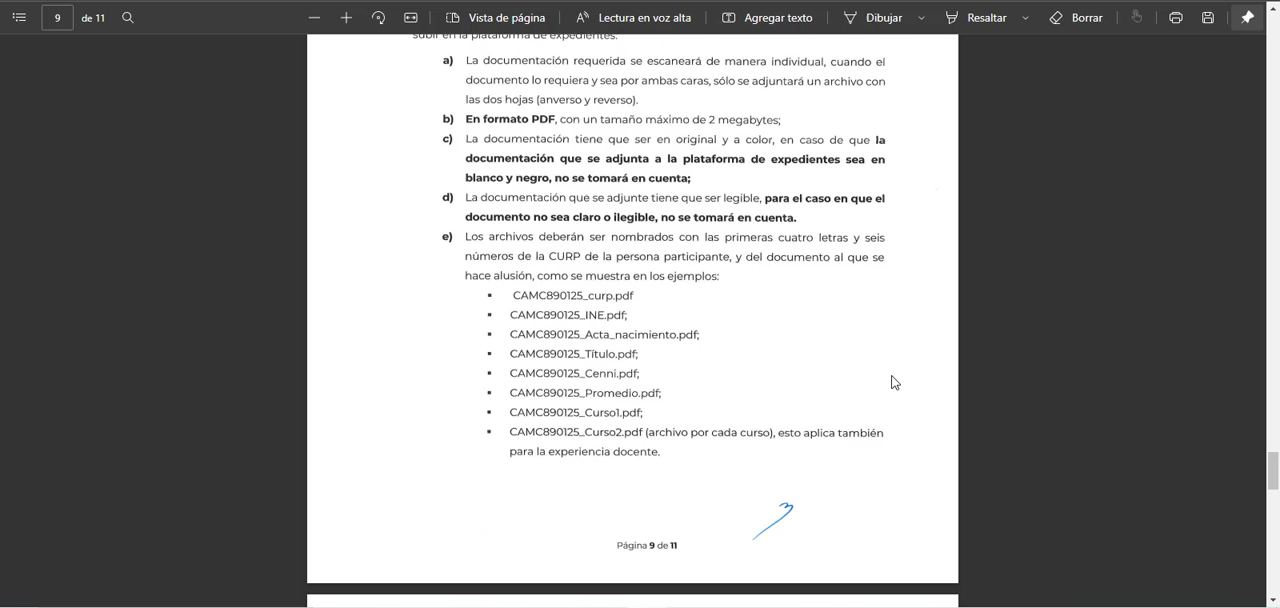 9 de 11 Vista de página Lectura en voz alta Agregar texto Dibujar Resaltar Borrar
subir en la plataforma de expedientes.
a) La documentación requerida se escaneará de manera individual, cuando el
documento lo requiera y sea por ambas caras, sólo se adjuntará un archivo con
las dos hojas (anverso y reverso).
b) En formato PDF, con un tamaño máximo de 2 megabytes;
c) La documentación tiene que ser en original y a color, en caso de que la
documentación que se adjunta a la plataforma de expedientes sea en
blanco y negro, no se tomará en cuenta;
d) La documentación que se adjunte tiene que ser legible, para el caso en que el
documento no sea claro o ilegible, no se tomará en cuenta.
e) Los archivos deberán ser nombrados con las primeras cuatro letras y seis
números de la CURP de la persona participante, y del documento al que se
hace alusión, como se muestra en los ejemplos:
▪ CAMC890125_curp.pdf
▪ CAMC890125_INE.pdf;
▪ CAMC890125_Acta_nacimiento.pdf;
▪ CAMC890125_Título.pdf;
▪ CAMC890125_Cenni.pdf;
▪ CAMC890125_Promedio.pdf;
▪ CAMC890125_Curso1.pdf;
▪ CAMC890125_Curso2.pdf (archivo por cada curso), esto aplica también
para la experiencia docente.
Página 9 de 11